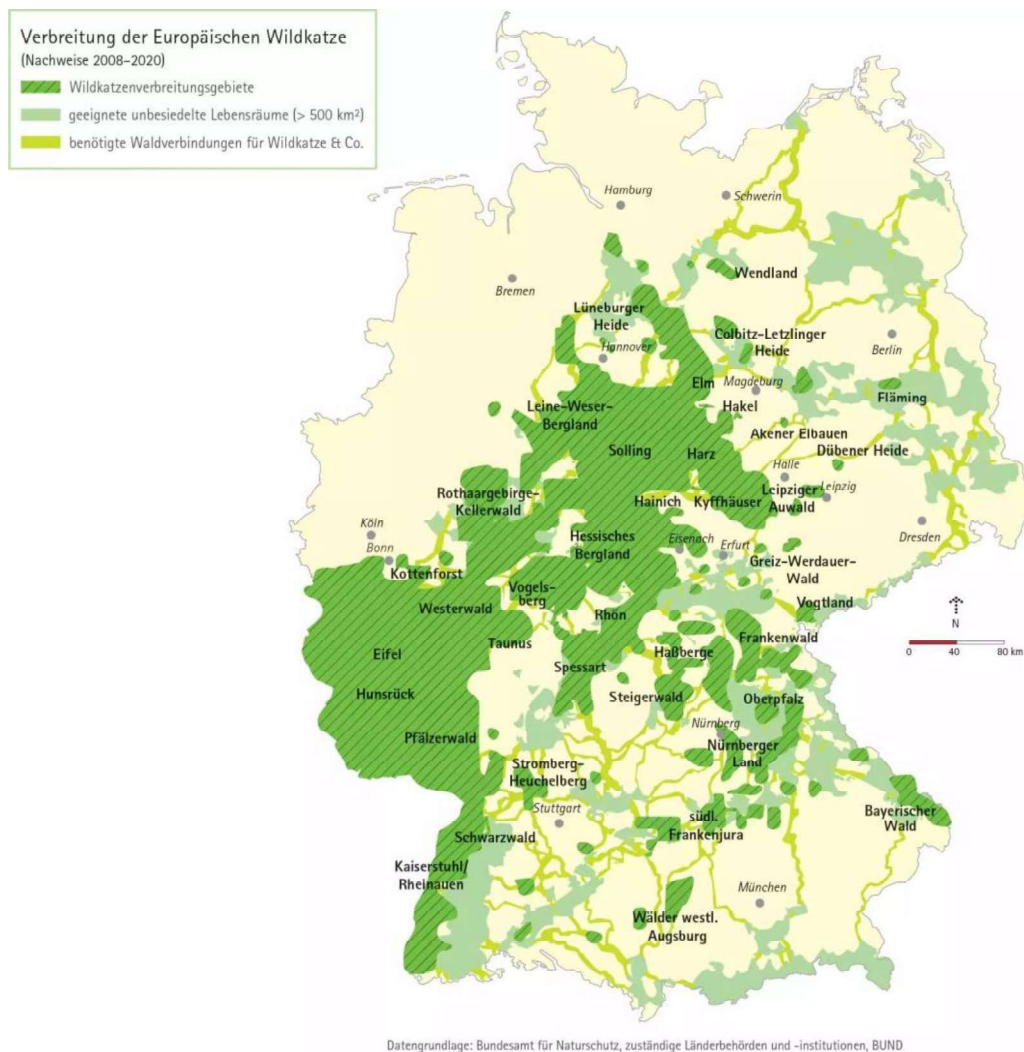 Verbreitung der Europäischen Wildkatze
(Nachweise 2008–2020)
Wildkatzenverbreitungsgebiete
geeignete unbesiedelte Lebensräume (> 500 km²)
benötigte Waldverbindungen für Wildkatze & Co.
Hamburg
Schwerin
Wendland
Bremen
Lüneburger
Heide
Hannover
Colbitz-Letzlinger
Heide
Berlin
Elm
Magdeburg
Fläming
Hakel
Leine-Weser-
Bergland
Akener Elbauen
Solling
Harz
Dübener Heide
Halle
Rothaargebirge-
Kellerwald
Hainich
Kyffhäuser
Leipziger
Auwald
Leipzig
Köln
Dresden
Hessisches
Bergland
Eisenach
Erfurt
Bonn
Kottenforst
Greiz-Werdauer-
Wald
Vogels-
berg
Westerwald
Rhön
Vogtland
N
0 40 80 km
Taunus
Frankenwald
Eifel
Haßberge
Spessart
Hunsrück
Steigerwald
Oberpfalz
Nürnberg
Pfälzerwald
Nürnberger
Land
Stromberg-
Heuchelberg
Stuttgart
südl.
Frankenjura
Bayerischer
Wald
Schwarzwald
Kaiserstuhl/
Rheinauen
München
Wälder westl.
Augsburg
Datengrundlage: Bundesamt für Naturschutz, zuständige Länderbehörden und -institutionen, BUND